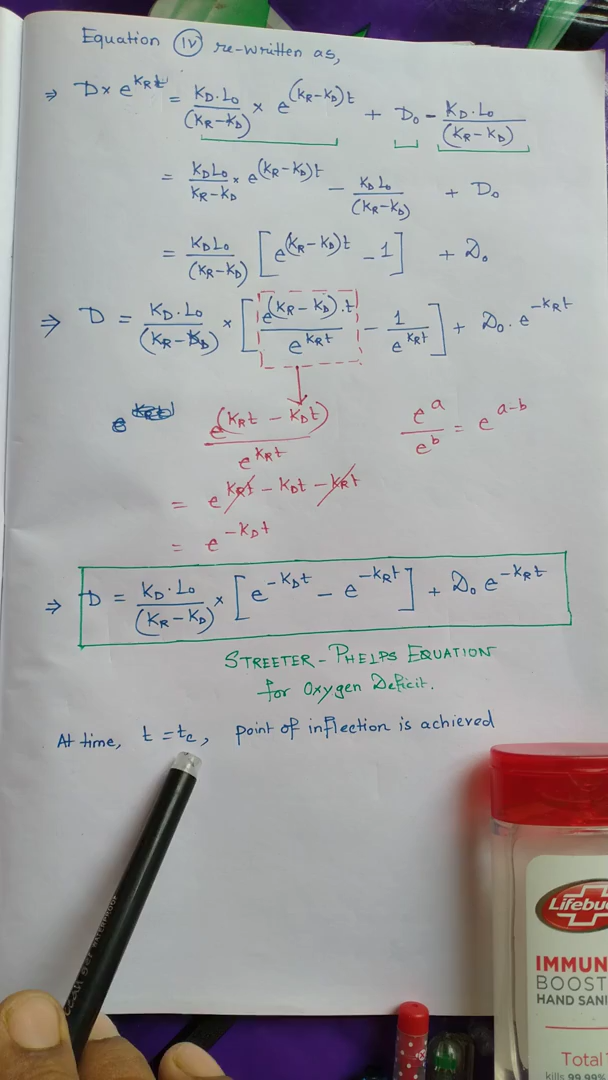 Equation (IV) re-written as,
⇒ D × e^(K_R t) = K_D·L_0/(K_R−K_D) × e^((K_R−K_D)t) + D_0 − K_D·L_0/(K_R−K_D)
= K_D L_0/K_R−K_D × e^((K_R−K_D)t) − K_D L_0/(K_R−K_D) + D_0
= K_D L_0/(K_R−K_D) [e^((K_R−K_D)t) − 1] + D_0
⇒ D = K_D·L_0/(K_R−K_D) × [e^((K_R−K_D)·t)/e^(K_R t) − 1/e^(K_R t)] + D_0·e^(−K_R t)
e^(K_R t − K_D t)/e^(K_R t) e^a/e^b = e^(a−b)
= e^(K_R t − K_D t − K_R t)
= e^(−K_D t)
⇒ D = K_D·L_0/(K_R−K_D) × [e^(−K_D t) − e^(−K_R t)] + D_0 e^(−K_R t)
STREETER-PHELPS EQUATION
for Oxygen Deficit.
At time, t = t_c, point of inflection is achieved
WATERPROOF
Lifebu
IMMUN
BOOST
HAND SANI
Total
kills 99.99%